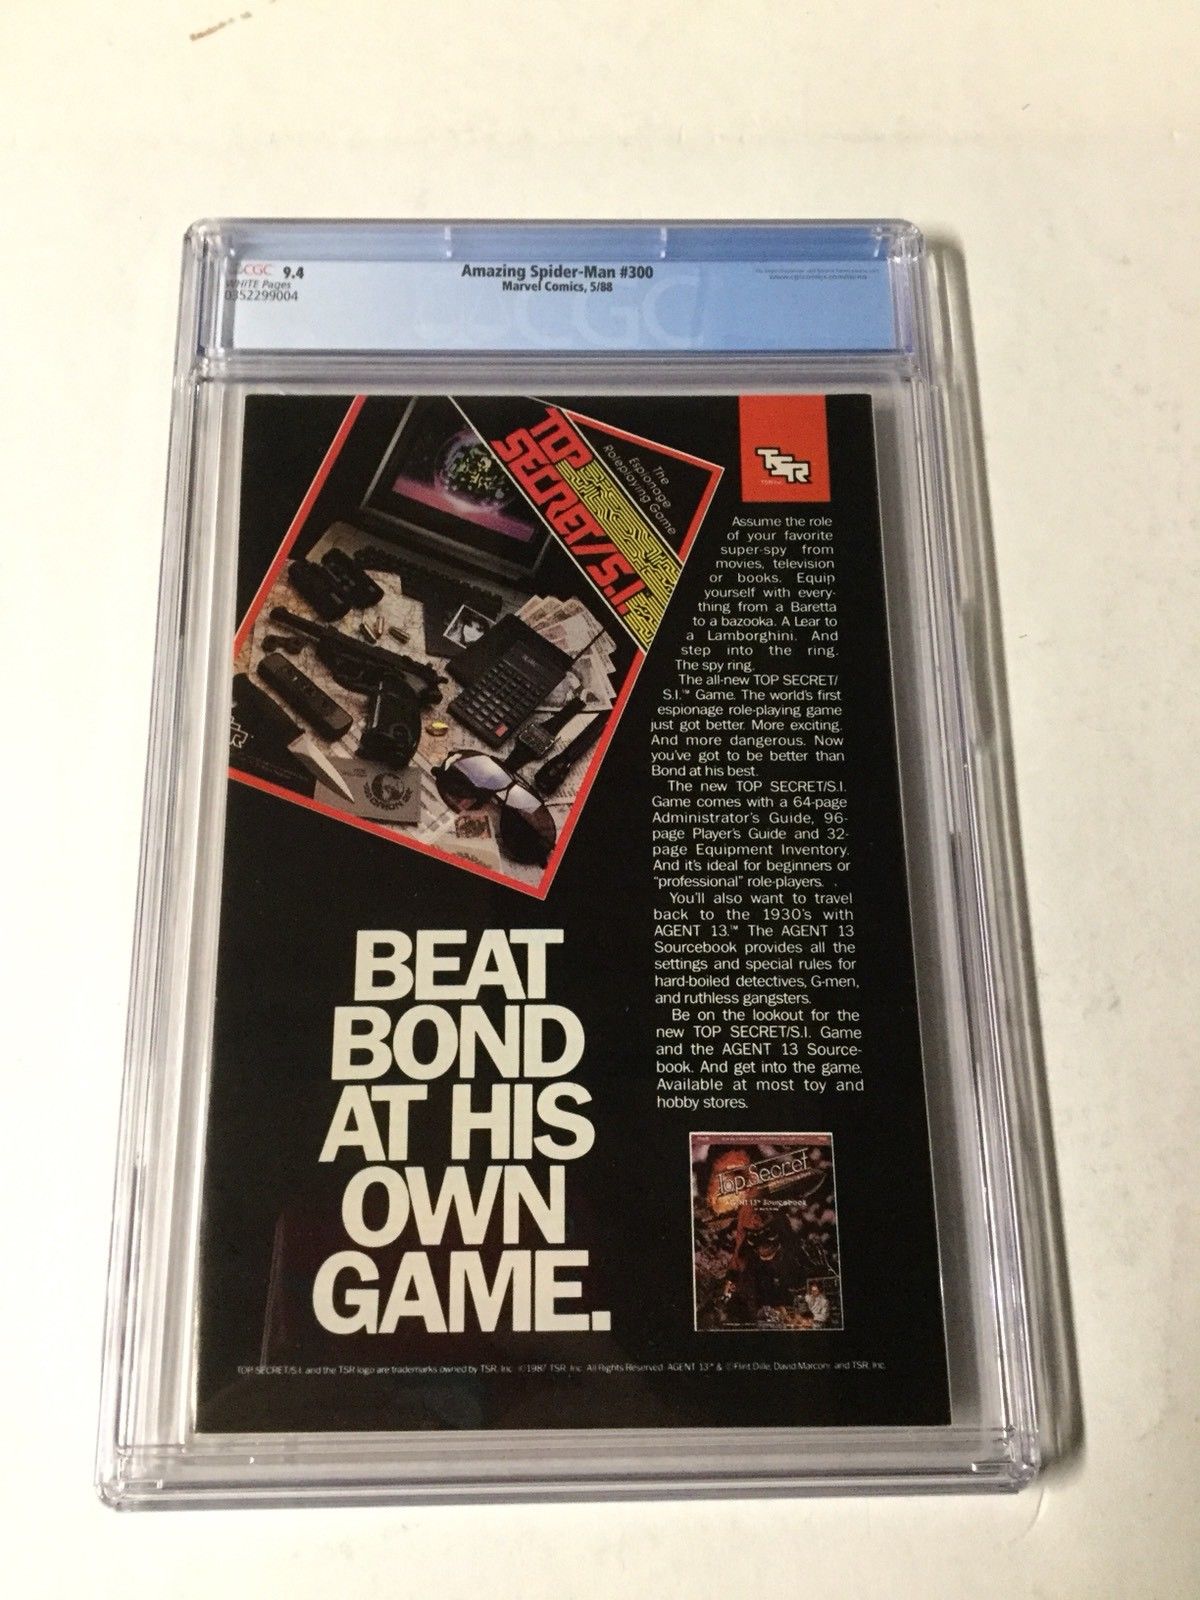 CGC 9.4
WHITE Pages
0352299004
Amazing Spider-Man #300
Marvel Comics, 5/88
CGC
TOP
SECRET/S.I.
The
Espionage
Roleplaying Game
TSR
ORION
TSR
TSR Inc.
Assume the role
of your favorite
super-spy from
movies, television
or books. Equip
yourself with every-
thing from a Baretta
to a bazooka. A Lear to
a Lamborghini. And
step into the ring.
The spy ring.
The all-new TOP SECRET/
S.I.™ Game. The world's first
espionage role-playing game
just got better. More exciting.
And more dangerous. Now
you've got to be better than
Bond at his best.
The new TOP SECRET/S.I.
Game comes with a 64-page
Administrator's Guide, 96-
page Player's Guide and 32-
page Equipment Inventory.
And it's ideal for beginners or
"professional" role-players.
You'll also want to travel
back to the 1930's with
AGENT 13.™ The AGENT 13
Sourcebook provides all the
settings and special rules for
hard-boiled detectives, G-men,
and ruthless gangsters.
Be on the lookout for the
new TOP SECRET/S.I. Game
and the AGENT 13 Source-
book. And get into the game.
Available at most toy and
hobby stores.
BEAT
BOND
AT HIS
OWN
GAME.
Top Secret
AGENT 13™ Sourcebook
TOP SECRET/S.I. and the TSR logo are trademarks owned by TSR, Inc. ©1987 TSR, Inc. All Rights Reserved. AGENT 13™ & ©Flint Dille, David Marconi and TSR, Inc.